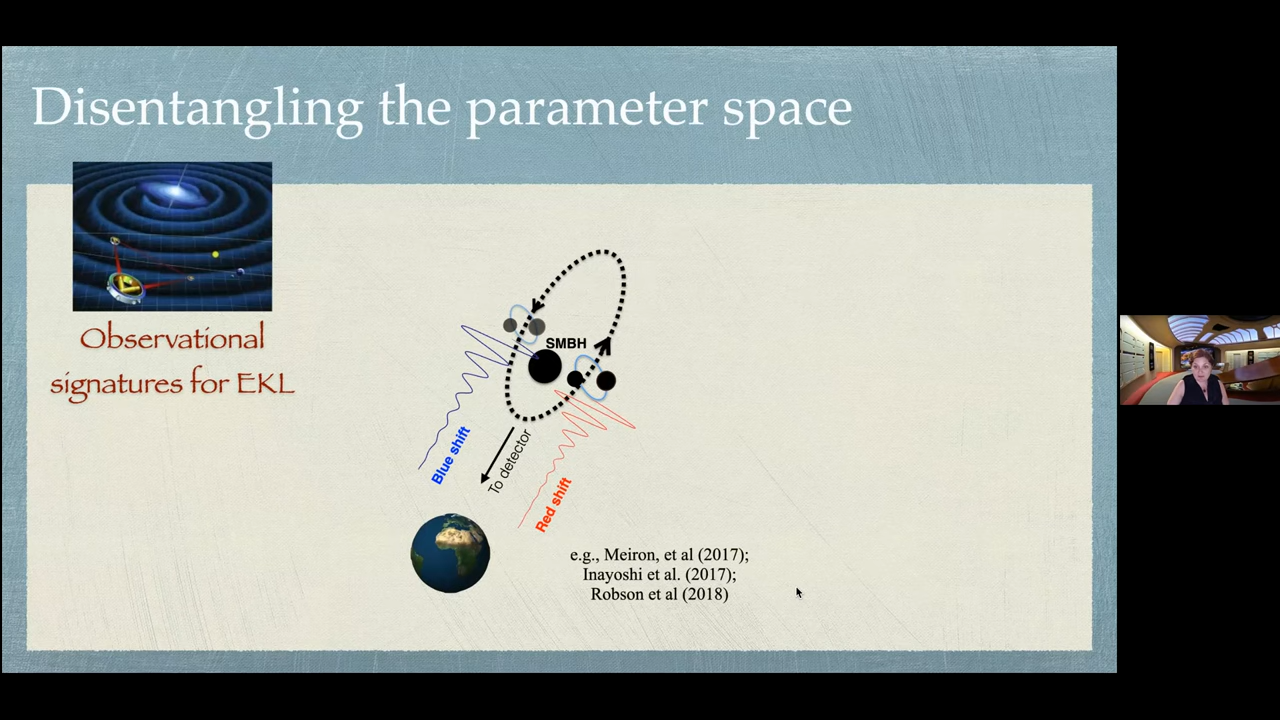 Disentangling the parameter space
Observational
signatures for EKL
SMBH
Blue shift
To detector
Red shift
e.g., Meiron, et al (2017);
Inayoshi et al. (2017);
Robson et al (2018)